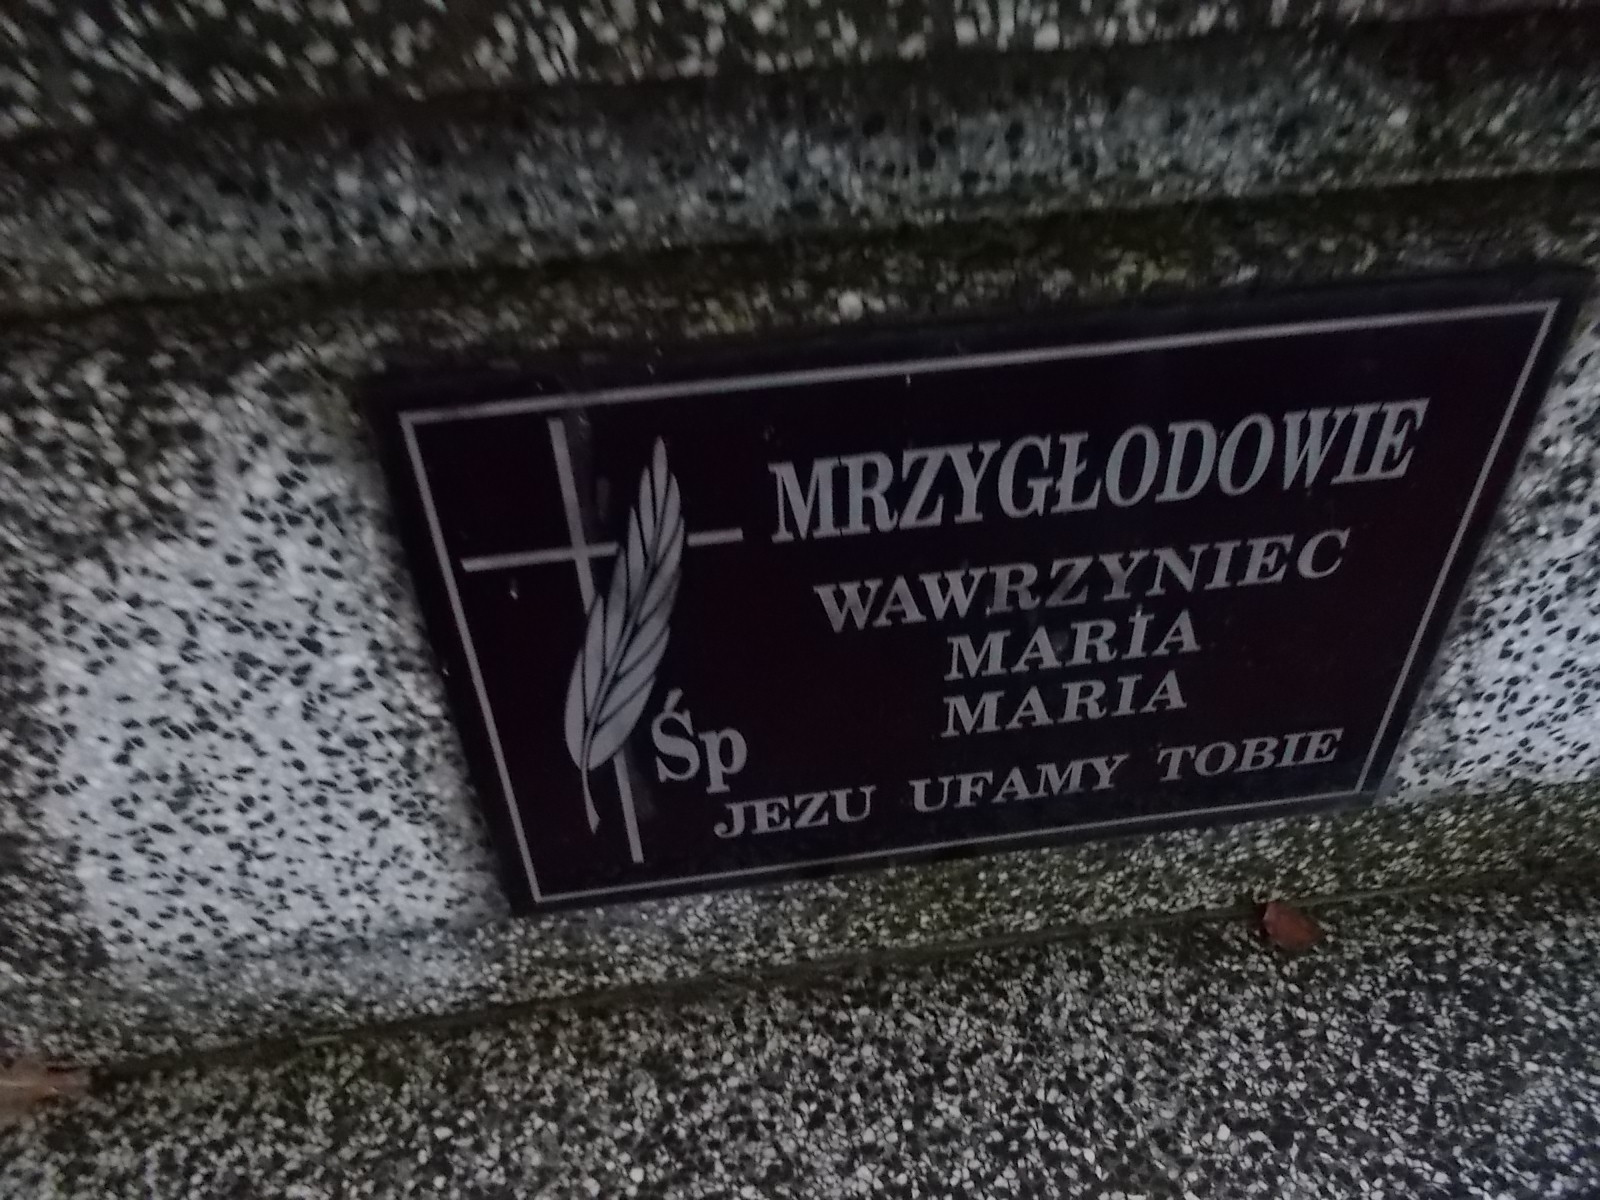 MRZYGŁODOWIE
WAWRZYNIEC
MARIA
MARIA
Śp
JEZU UFAMY TOBIE